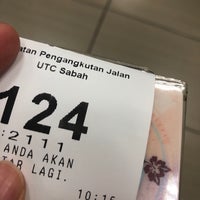 atan Pengangkutan Jalan
UTC Sabah
124
:2111
ANDA AKAN
TAR LAGI.
10:15